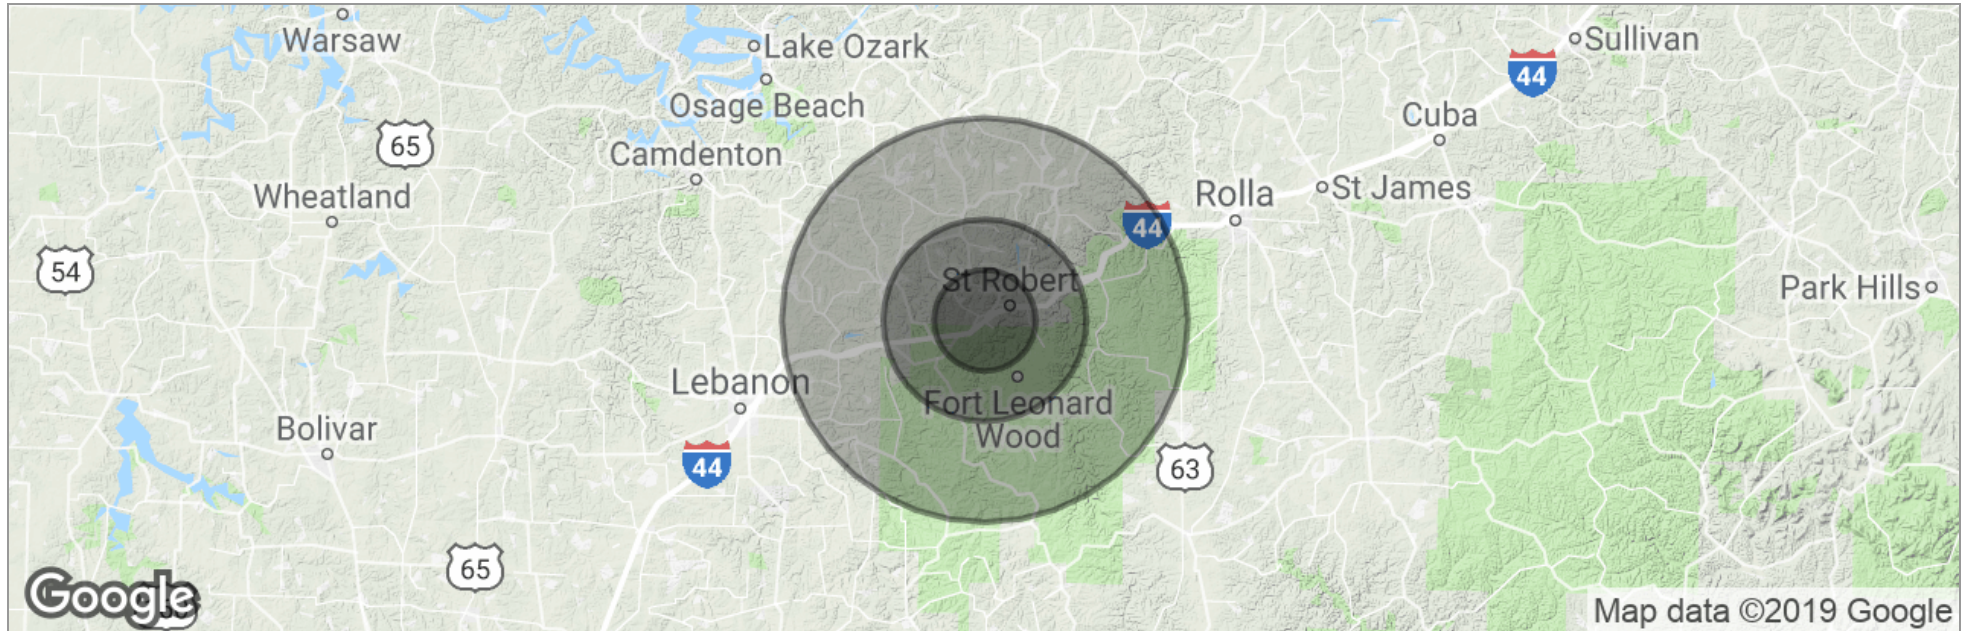 Warsaw
Lake Ozark
Sullivan
44
Osage Beach
Cuba
65
Camdenton
Wheatland
Rolla
St James
44
54
St Robert
Park Hills
Lebanon
Fort Leonard
Wood
Bolivar
44
63
65
Google
Map data ©2019 Google